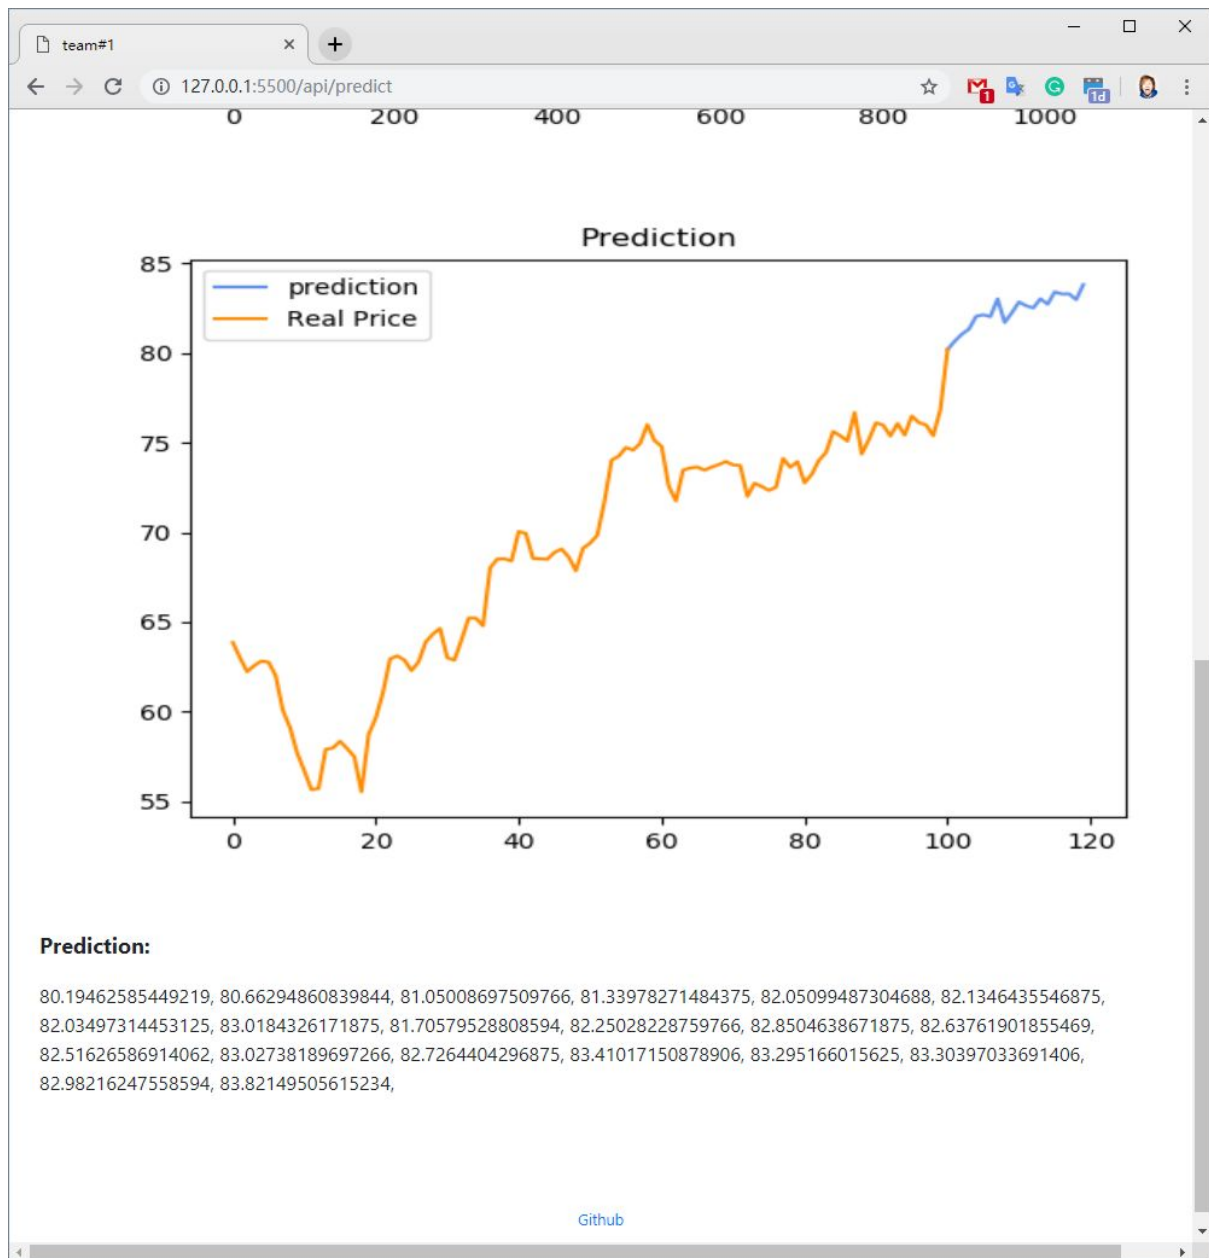 team#1
127.0.0.1:5500/api/predict
1
1d
0 200 400 600 800 1000
Prediction
prediction
Real Price
85
80
75
70
65
60
55
0 20 40 60 80 100 120
Prediction:
80.19462585449219, 80.66294860839844, 81.05008697509766, 81.33978271484375, 82.05099487304688, 82.1346435546875,
82.03497314453125, 83.0184326171875, 81.70579528808594, 82.25028228759766, 82.8504638671875, 82.63761901855469,
82.51626586914062, 83.02738189697266, 82.7264404296875, 83.41017150878906, 83.295166015625, 83.30397033691406,
82.98216247558594, 83.82149505615234,
Github